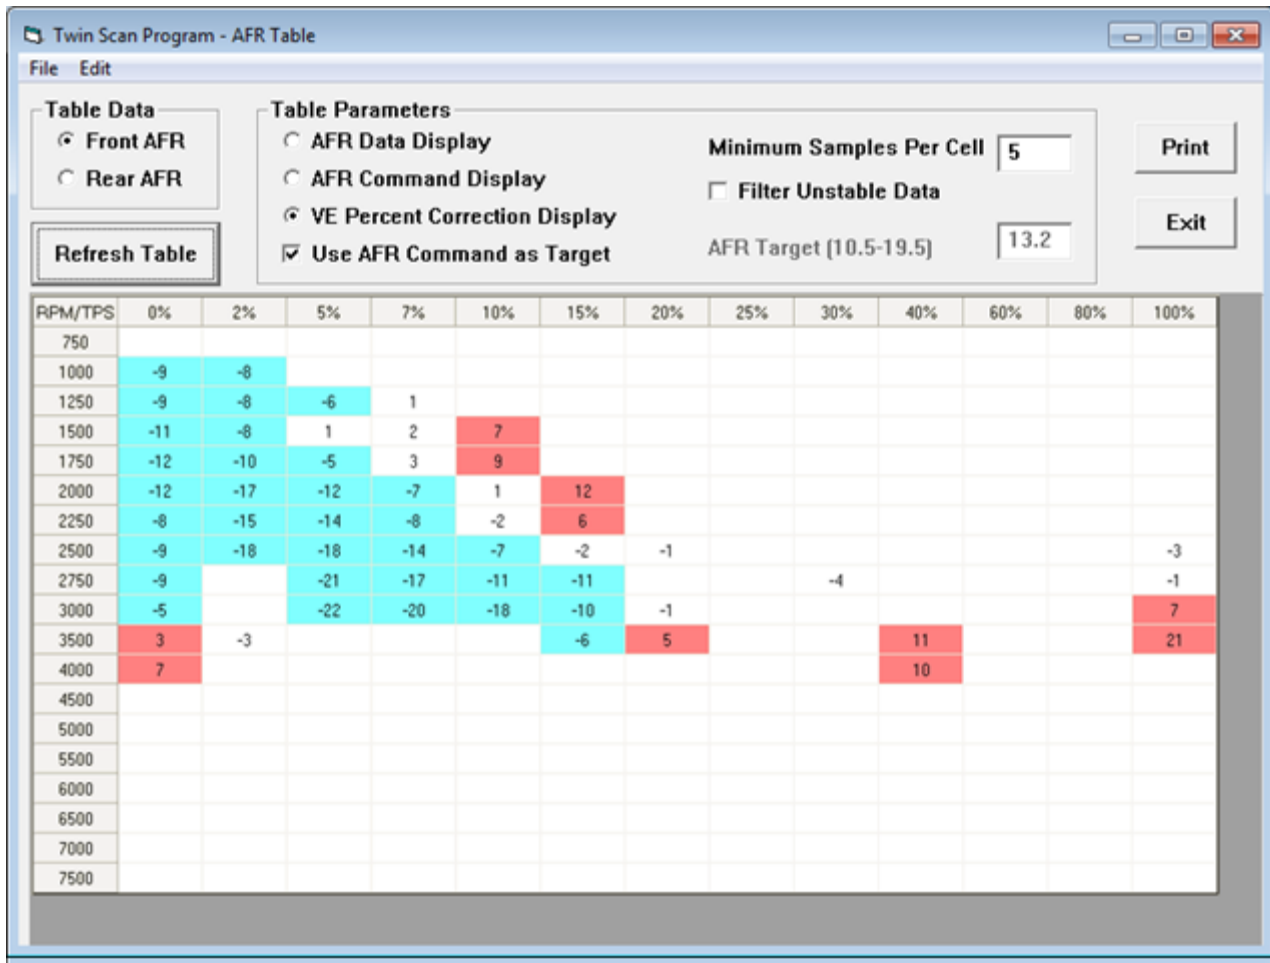 Twin Scan Program - AFR Table
File Edit
Table Data
Front AFR
Rear AFR
Refresh Table
Table Parameters
AFR Data Display
AFR Command Display
VE Percent Correction Display
Use AFR Command as Target
Minimum Samples Per Cell 5
Filter Unstable Data
AFR Target (10.5-19.5) 13.2
Print
Exit
RPM/TPS 0% 2% 5% 7% 10% 15% 20% 25% 30% 40% 60% 80% 100%
750
1000 -9 -8
1250 -9 -8 -6 1
1500 -11 -8 1 2 7
1750 -12 -10 -5 3 9
2000 -12 -17 -12 -7 1 12
2250 -8 -15 -14 -8 -2 6
2500 -9 -18 -18 -14 -7 -2 -1 -3
2750 -9 -21 -17 -11 -11 -4 -1
3000 -5 -22 -20 -18 -10 -1 7
3500 3 -3 -6 5 11 21
4000 7 10
4500
5000
5500
6000
6500
7000
7500